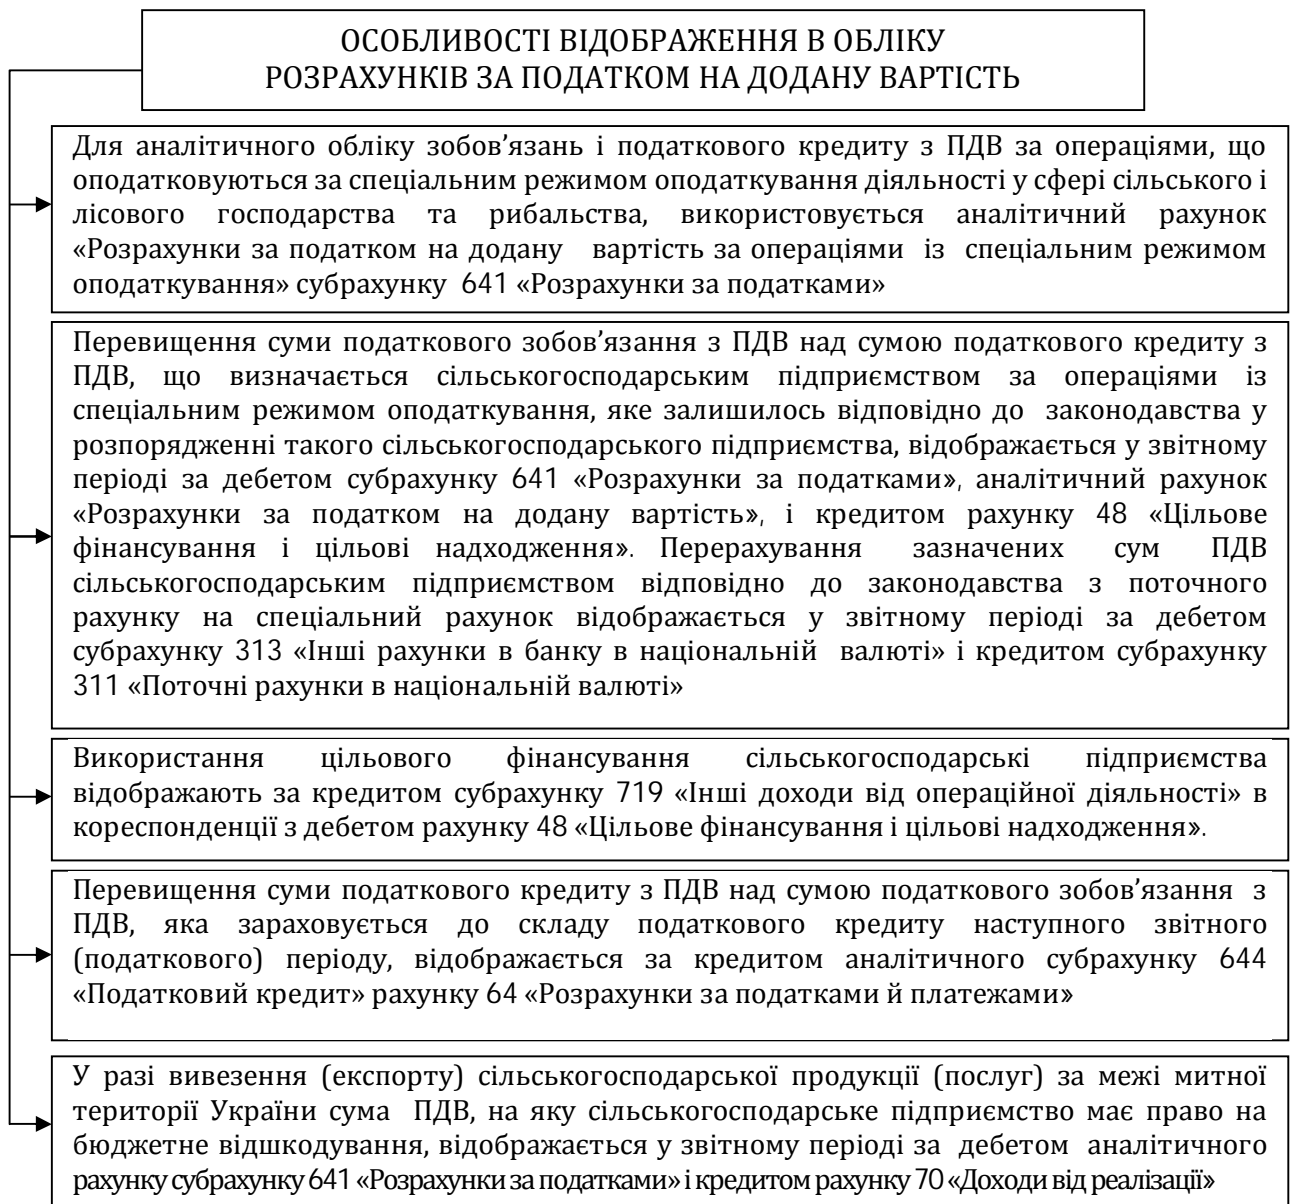 ОСОБЛИВОСТІ ВІДОБРАЖЕННЯ В ОБЛІКУ
РОЗРАХУНКІВ ЗА ПОДАТКОМ НА ДОДАНУ ВАРТІСТЬ
Для аналітичного обліку зобов’язань і податкового кредиту з ПДВ за операціями, що
оподатковуються за спеціальним режимом оподаткування діяльності у сфері сільського і
лісового господарства та рибальства, використовується аналітичний рахунок
«Розрахунки за податком на додану вартість за операціями із спеціальним режимом
оподаткування» субрахунку 641 «Розрахунки за податками»
Перевищення суми податкового зобов’язання з ПДВ над сумою податкового кредиту з
ПДВ, що визначається сільськогосподарським підприємством за операціями із
спеціальним режимом оподаткування, яке залишилось відповідно до законодавства у
розпорядженні такого сільськогосподарського підприємства, відображається у звітному
періоді за дебетом субрахунку 641 «Розрахунки за податками», аналітичний рахунок
«Розрахунки за податком на додану вартість», і кредитом рахунку 48 «Цільове
фінансування і цільові надходження». Перерахування зазначених сум ПДВ
сільськогосподарським підприємством відповідно до законодавства з поточного
рахунку на спеціальний рахунок відображається у звітному періоді за дебетом
субрахунку 313 «Інші рахунки в банку в національній валюті» і кредитом субрахунку
311 «Поточні рахунки в національній валюті»
Використання цільового фінансування сільськогосподарські підприємства
відображають за кредитом субрахунку 719 «Інші доходи від операційної діяльності» в
кореспонденції з дебетом рахунку 48 «Цільове фінансування і цільові надходження».
Перевищення суми податкового кредиту з ПДВ над сумою податкового зобов’язання з
ПДВ, яка зараховується до складу податкового кредиту наступного звітного
(податкового) періоду, відображається за кредитом аналітичного субрахунку 644
«Податковий кредит» рахунку 64 «Розрахунки за податками й платежами»
У разі вивезення (експорту) сільськогосподарської продукції (послуг) за межі митної
території України сума ПДВ, на яку сільськогосподарське підприємство має право на
бюджетне відшкодування, відображається у звітному періоді за дебетом аналітичного
рахунку субрахунку 641 «Розрахунки за податками» і кредитом рахунку 70 «Доходи від реалізації»